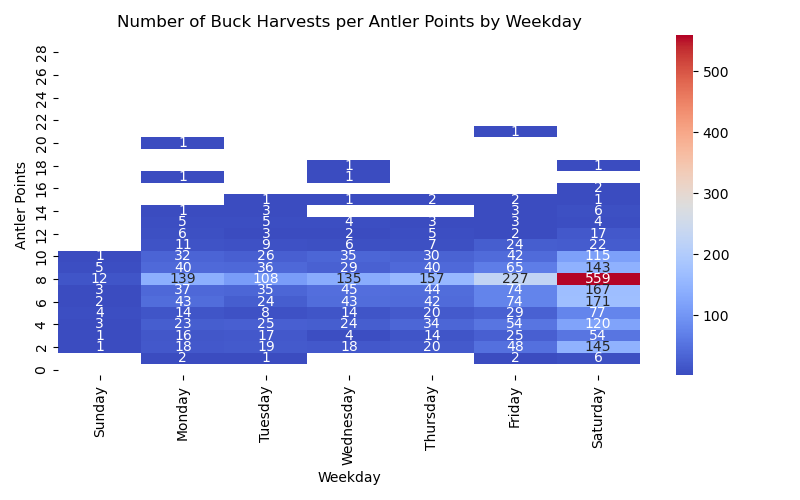 Number of Buck Harvests per Antler Points by Weekday
Antler Points
28
26
24
22
1
20 1
18 1 1
1 1
16 2
1 1 2 2 1
14 1 3 3 6
5 5 4 3 3 4
12 6 3 2 5 2 17
11 9 6 7 24 22
10 1 32 26 35 30 42 115
5 40 36 29 40 65 143
8 12 139 108 135 157 227 559
3 37 35 45 44 74 167
6 2 43 24 43 42 74 171
4 14 8 14 20 29 77
4 3 23 25 24 34 54 120
1 16 17 4 14 25 54
2 1 18 19 18 20 48 145
2 1 2 6
0
Sunday Monday Tuesday Wednesday Thursday Friday Saturday
Weekday
500
400
300
200
100